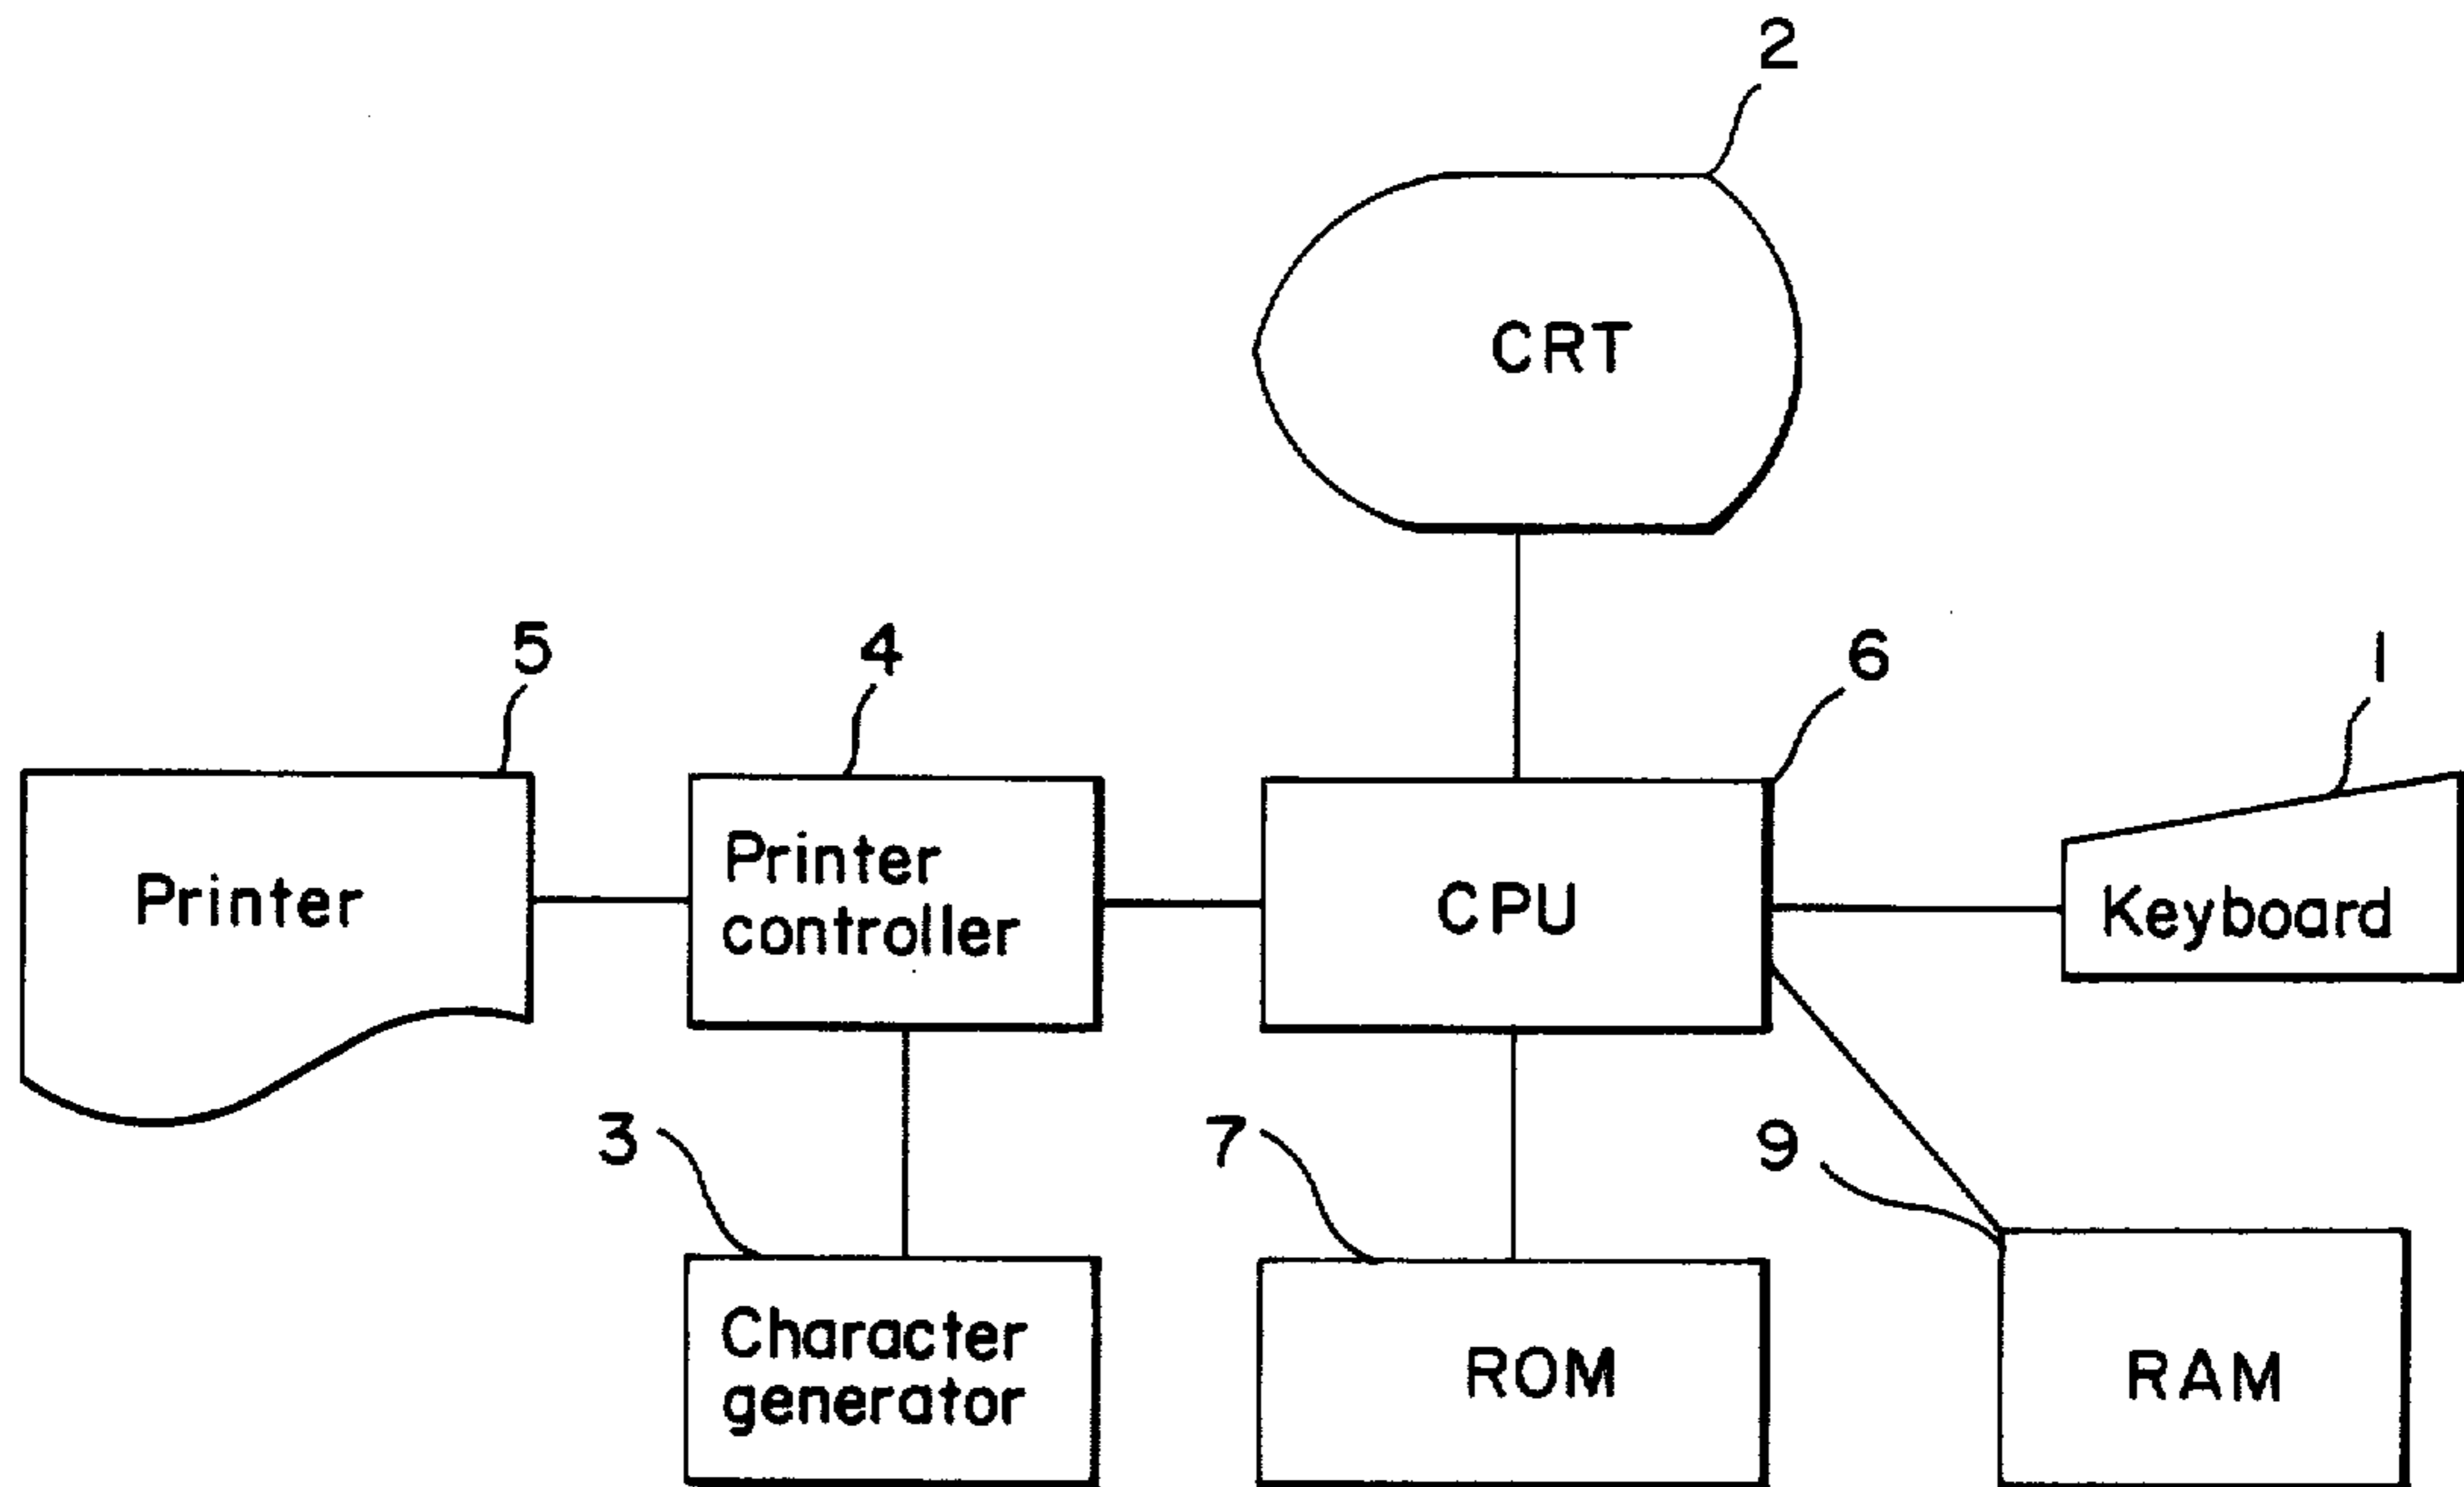 2
CRT
5
4
6
1
Printer
Printer
controller
CPU
Keyboard
3
7
9
Character
generator
ROM
RAM